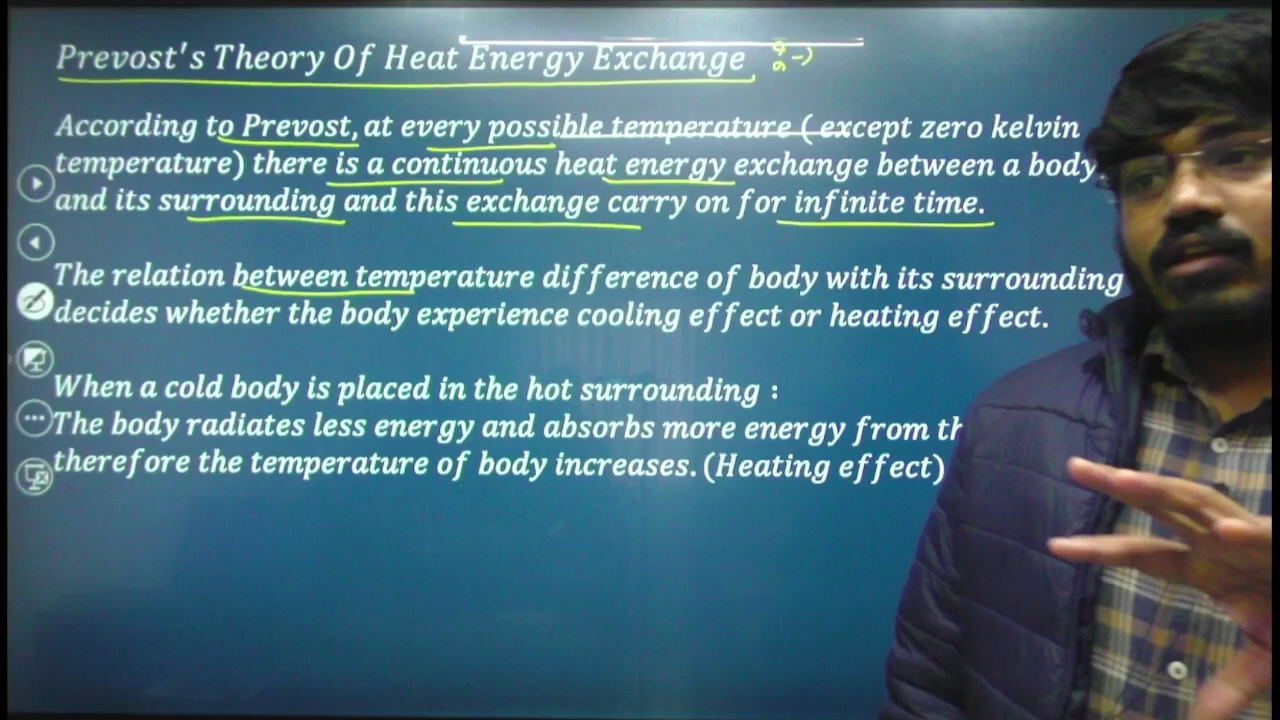 Prevost's Theory Of Heat Energy Exchange
According to Prevost, at every possible temperature ( except zero kelvin
temperature) there is a continuous heat energy exchange between a body
and its surrounding and this exchange carry on for infinite time.
The relation between temperature difference of body with its surrounding
decides whether the body experience cooling effect or heating effect.
When a cold body is placed in the hot surrounding :
The body radiates less energy and absorbs more energy from
therefore the temperature of body increases. (Heating effect)